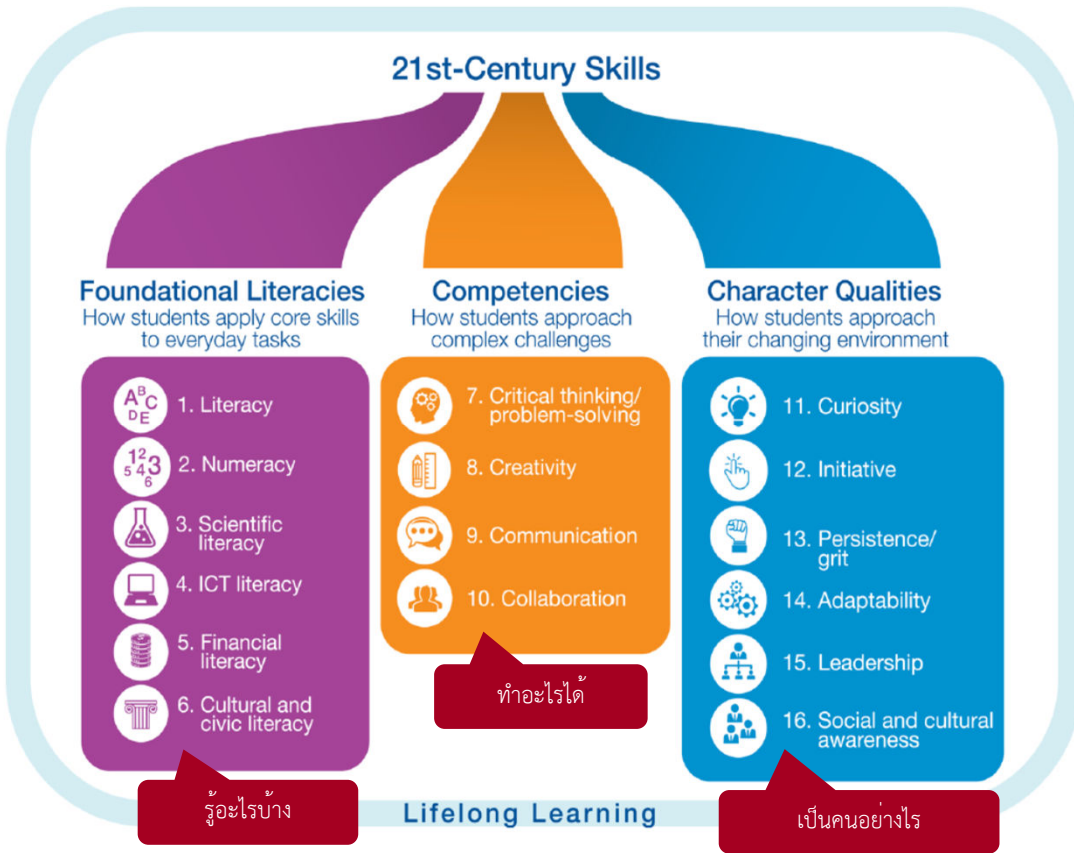 21st-Century Skills
Foundational Literacies
How students apply core skills
to everyday tasks
ABCDE
1. Literacy
123456
2. Numeracy
3. Scientific
literacy
4. ICT literacy
5. Financial
literacy
6. Cultural and
civic literacy
รู้อะไรบ้าง
Competencies
How students approach
complex challenges
7. Critical thinking/
problem-solving
8. Creativity
9. Communication
10. Collaboration
ทำอะไรได้
Character Qualities
How students approach
their changing environment
11. Curiosity
12. Initiative
13. Persistence/
grit
14. Adaptability
15. Leadership
16. Social and cultural
awareness
เป็นคนอย่างไร
Lifelong Learning